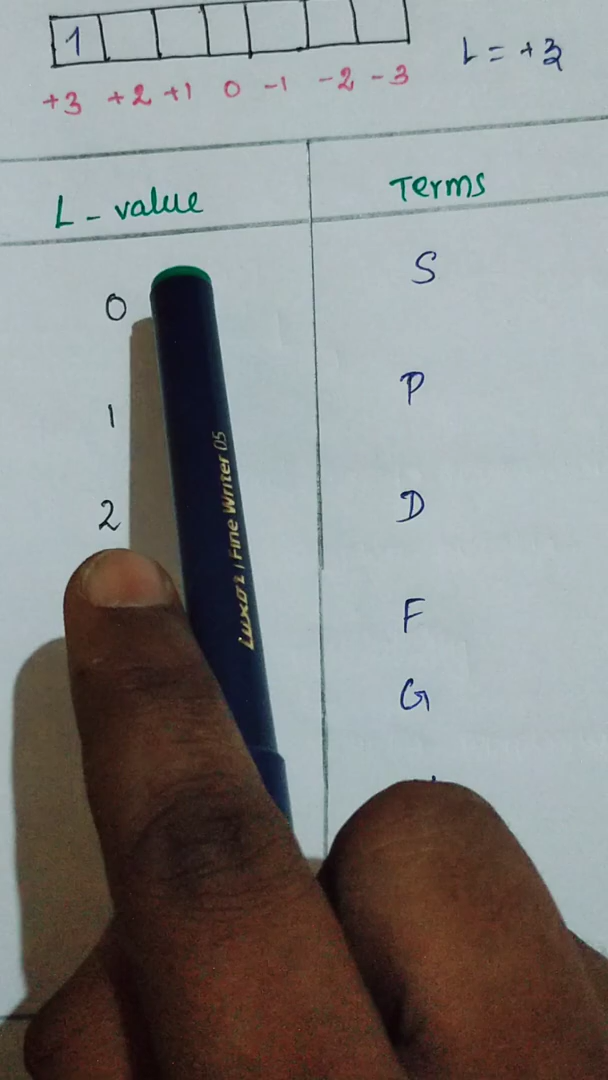 1
+3 +2 +1 0 -1 -2 -3
L = +3
L - value Terms
0 S
1 P
2 D
F
G
Luxor | Fine Writer 05